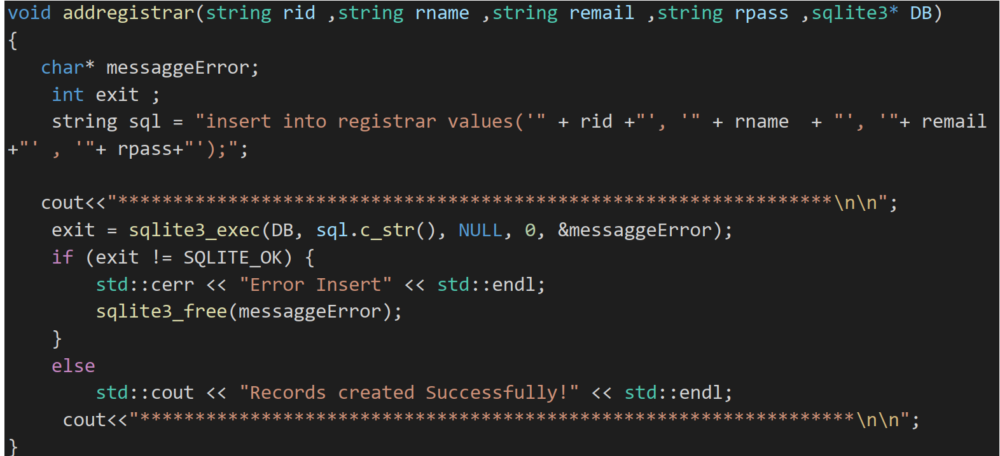 void addregistrar(string rid ,string rname ,string remail ,string rpass ,sqlite3* DB)
{
   char* messaggeError;
    int exit ;
    string sql = "insert into registrar values('" + rid +"', '" + rname  + "', '"+ remail
+"' , '"+ rpass+"');";
   cout<<"*****************************************************************\n\n";
    exit = sqlite3_exec(DB, sql.c_str(), NULL, 0, &messaggeError);
    if (exit != SQLITE_OK) {
        std::cerr << "Error Insert" << std::endl;
        sqlite3_free(messaggeError);
    }
    else
        std::cout << "Records created Successfully!" << std::endl;
     cout<<"*****************************************************************\n\n";
}